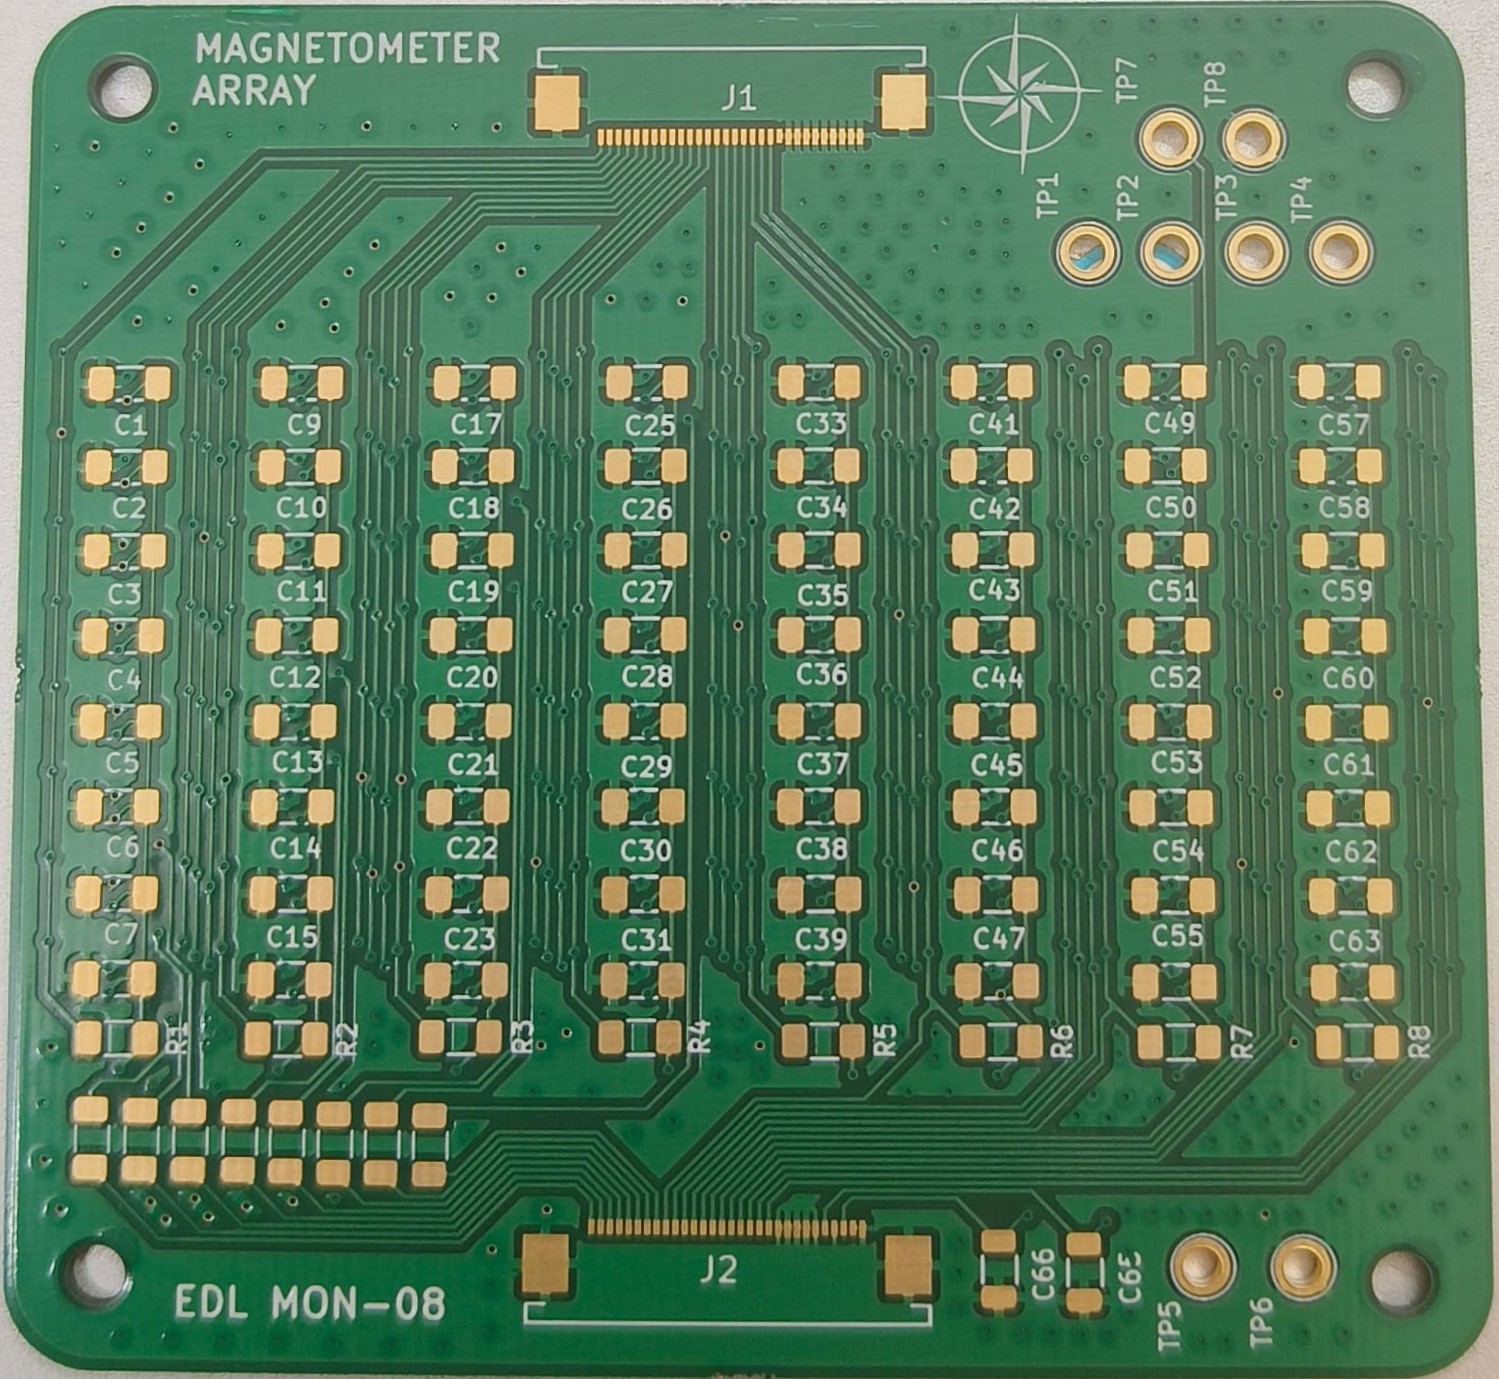 MAGNETOMETER
ARRAY
J1
TP7
TP8
TP1
TP2
TP3
TP4
C1 C9 C17 C25 C33 C41 C49 C57
C2 C10 C18 C26 C34 C42 C50 C58
C3 C11 C19 C27 C35 C43 C51 C59
C4 C12 C20 C28 C36 C44 C52 C60
C5 C13 C21 C29 C37 C45 C53 C61
C6 C14 C22 C30 C38 C46 C54 C62
C7 C15 C23 C31 C39 C47 C55 C63
R1 R2 R3 R4 R5 R6 R7 R8
J2
C66
C65
TP5
TP6
EDL MON-08